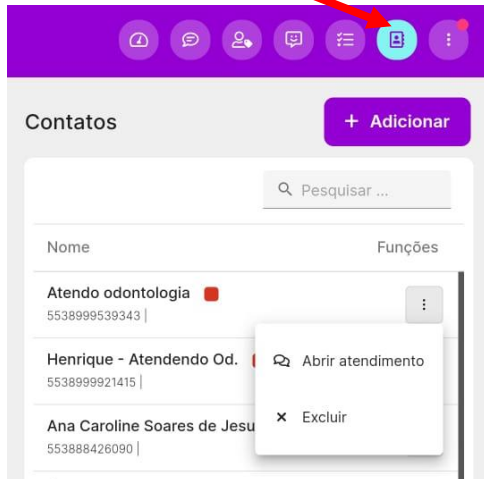 Contatos
+ Adicionar
Pesquisar ...
Nome Funções
Atendo odontologia
5538999539343 |
Abrir atendimento
Henrique - Atendendo Od.
5538999921415 |
Excluir
Ana Caroline Soares de Jesu
553888426090 |